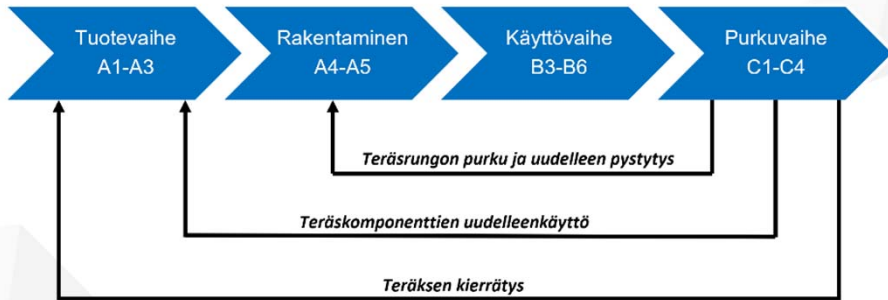 Tuotevaihe
A1-A3
Rakentaminen
A4-A5
Käyttövaihe
B3-B6
Purkuvaihe
C1-C4
Teräsrungon purku ja uudelleen pystytys
Teräskomponenttien uudelleenkäyttö
Teräksen kierrätys